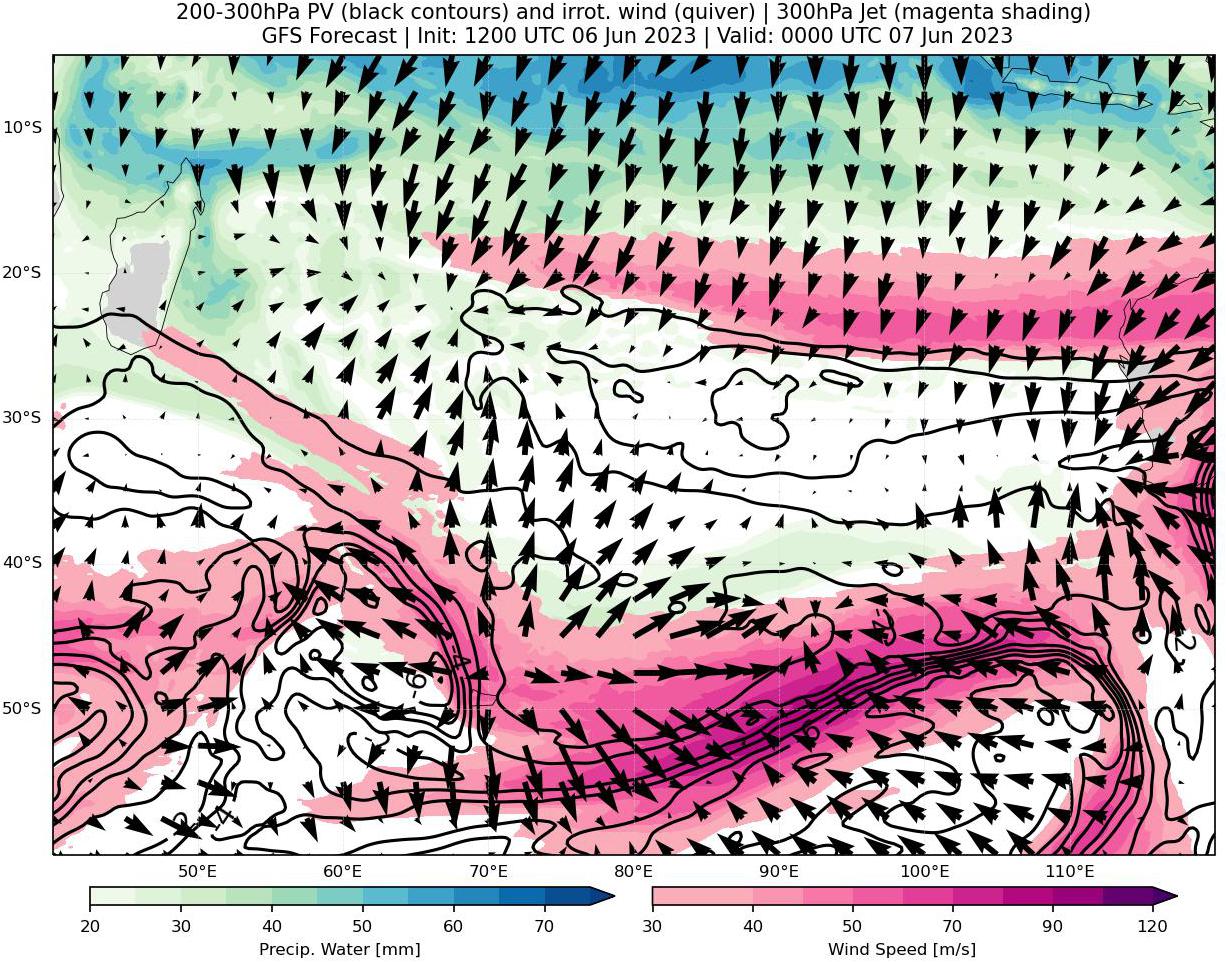 200-300hPa PV (black contours) and irrot. wind (quiver) | 300hPa Jet (magenta shading)
GFS Forecast | Init: 1200 UTC 06 Jun 2023 | Valid: 0000 UTC 07 Jun 2023
10°S
20°S
30°S
40°S
50°S
50°E 60°E 70°E 80°E 90°E 100°E 110°E
20 30 40 50 60 70
Precip. Water [mm]
30 40 50 70 90 120
Wind Speed [m/s]